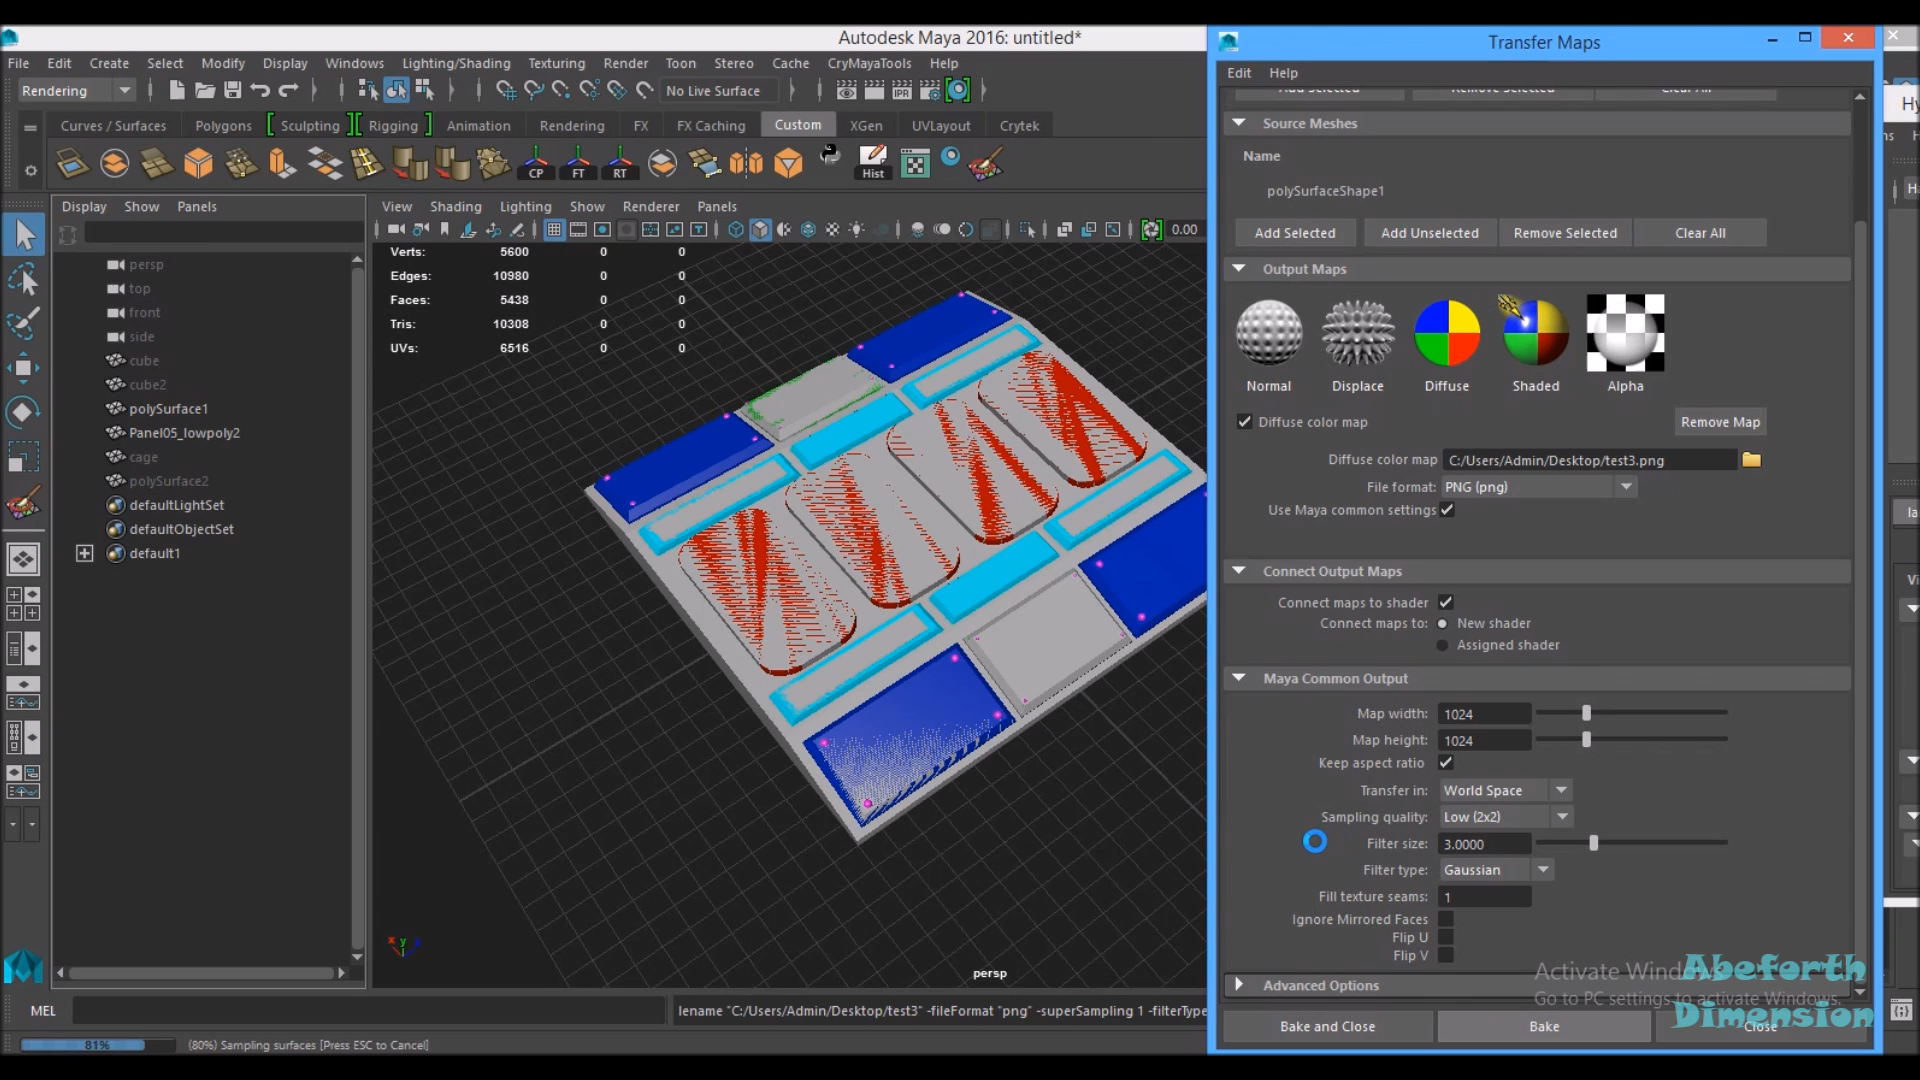 Autodesk Maya 2016: untitled*
File Edit Create Select Modify Display Windows Lighting/Shading Texturing Render Toon Stereo Cache CryMayaTools Help
Rendering
IPR
No Live Surface
Curves / Surfaces Polygons Sculpting Rigging Animation Rendering FX FX Caching Custom XGen UVLayout Crytek
CP FT RT Hist
Display Show Panels
persp
top
front
side
cube
cube2
polySurface1
Panel05_lowpoly2
cage
polySurface2
defaultLightSet
defaultObjectSet
default1
View Shading Lighting Show Renderer Panels
0.00
Verts: 5600 0 0
Edges: 10980 0 0
Faces: 5438 0 0
Tris: 10308 0 0
UVs: 6516 0 0
persp
MEL
lename "C:/Users/Admin/Desktop/test3" -fileFormat "png" -superSampling 1 -filterType
81%
(80%) Sampling surfaces [Press ESC to Cancel]
Transfer Maps
Edit Help
Add Selected Remove Selected Clear All
Source Meshes
Name
polySurfaceShape1
Add Selected Add Unselected Remove Selected Clear All
Output Maps
Normal Displace Diffuse Shaded Alpha
Diffuse color map Remove Map
Diffuse color map C:/Users/Admin/Desktop/test3.png
File format: PNG (png)
Use Maya common settings
Connect Output Maps
Connect maps to shader
Connect maps to: New shader
Assigned shader
Maya Common Output
Map width: 1024
Map height: 1024
Keep aspect ratio
Transfer in: World Space
Sampling quality: Low (2x2)
Filter size: 3.0000
Filter type: Gaussian
Fill texture seams: 1
Ignore Mirrored Faces
Flip U
Flip V
Advanced Options
Bake and Close Bake Close
Activate Windows
Go to PC settings to activate Windows.
Abeforth
Dimension